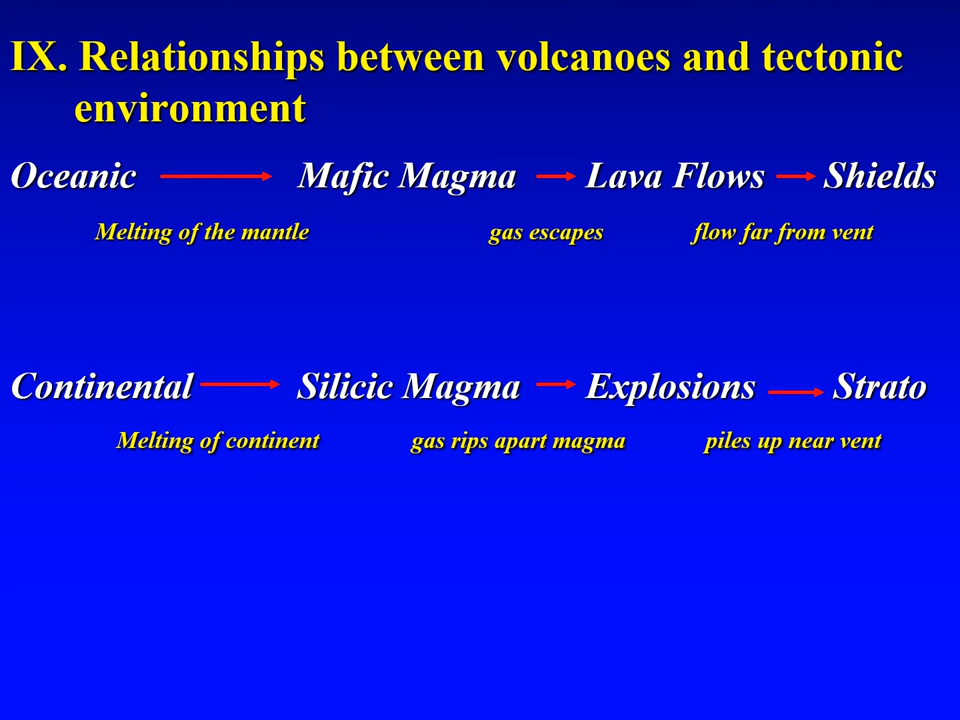 IX. Relationships between volcanoes and tectonic
environment
Oceanic Mafic Magma Lava Flows Shields
Melting of the mantle gas escapes flow far from vent
Continental Silicic Magma Explosions Strato
Melting of continent gas rips apart magma piles up near vent